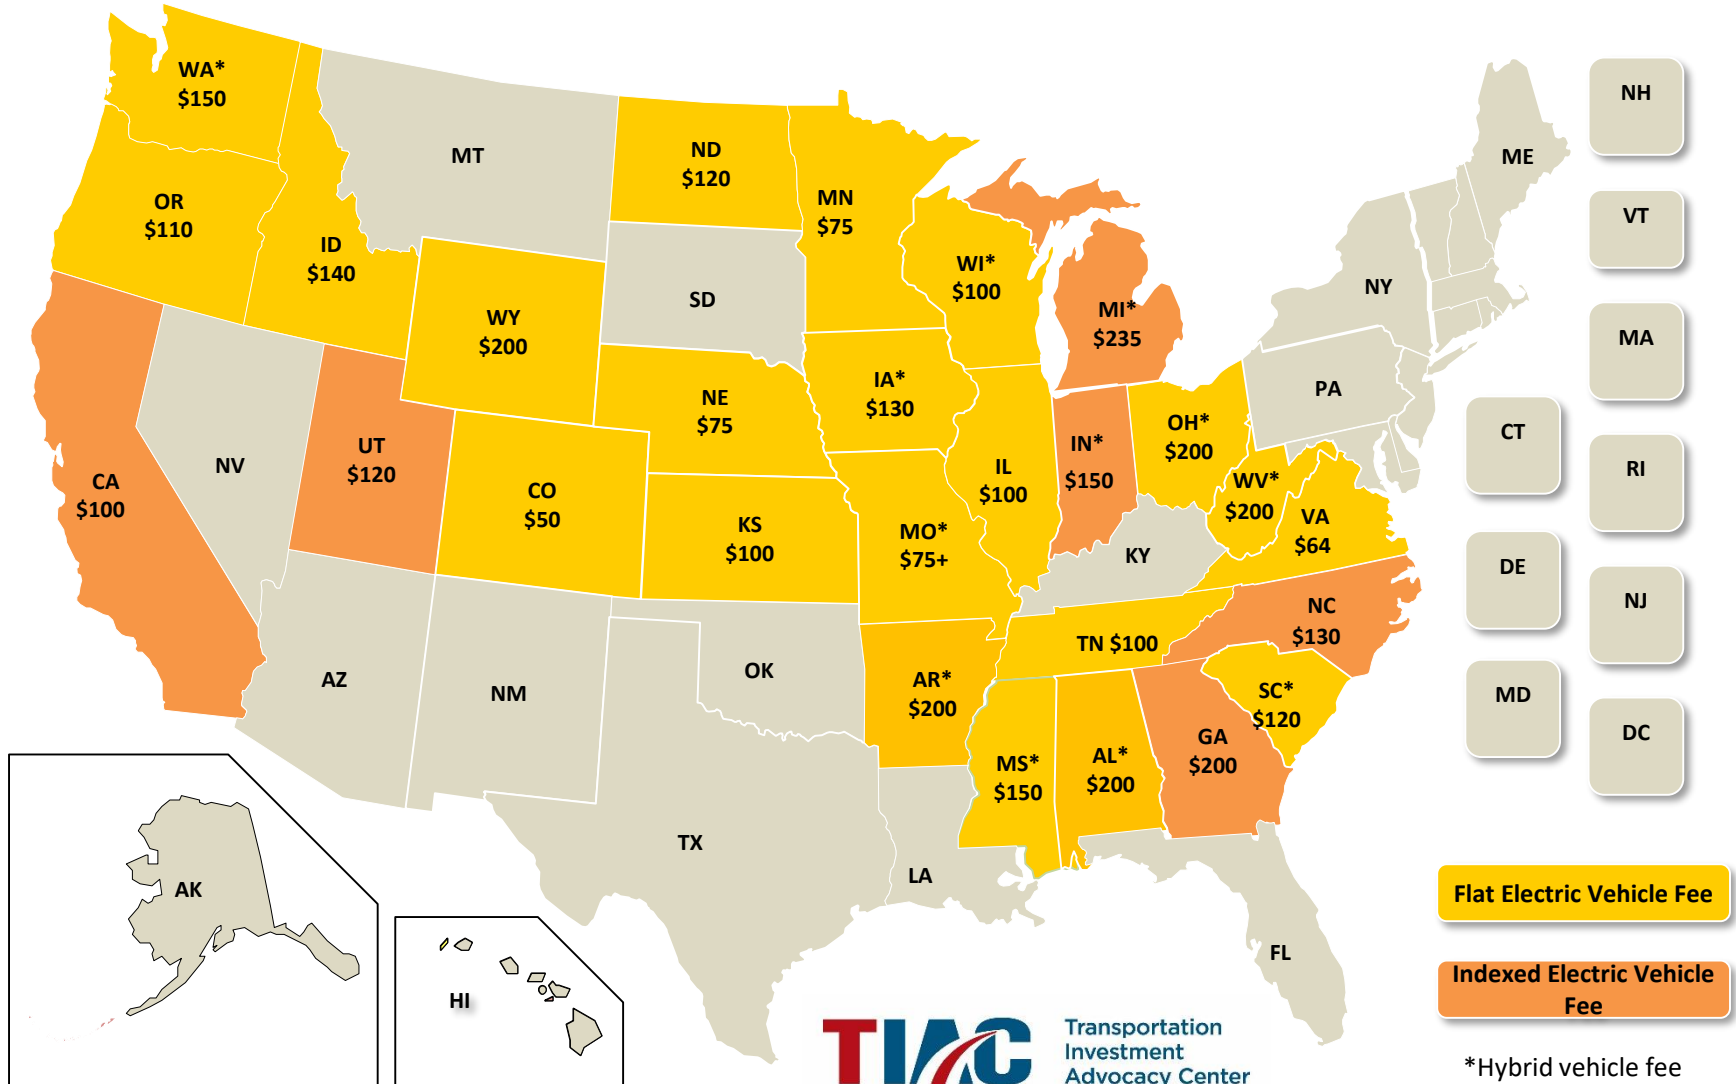 WA*
$150
OR
$110
ID
$140
MT
ND
$120
MN
$75
WI*
$100
MI*
$235
ME
NH
VT
NY
MA
SD
WY
$200
NE
$75
IA*
$130
PA
CT
RI
NV
UT
$120
CA
$100
CO
$50
KS
$100
MO*
$75+
IL
$100
IN*
$150
OH*
$200
WV*
$200
VA
$64
KY
DE
NJ
NC
$130
TN $100
AZ
NM
OK
AR*
$200
SC*
$120
MD
DC
MS*
$150
AL*
$200
GA
$200
TX
LA
FL
AK
HI
Flat Electric Vehicle Fee
Indexed Electric Vehicle
Fee
*Hybrid vehicle fee
TIAC
Transportation
Investment
Advocacy Center